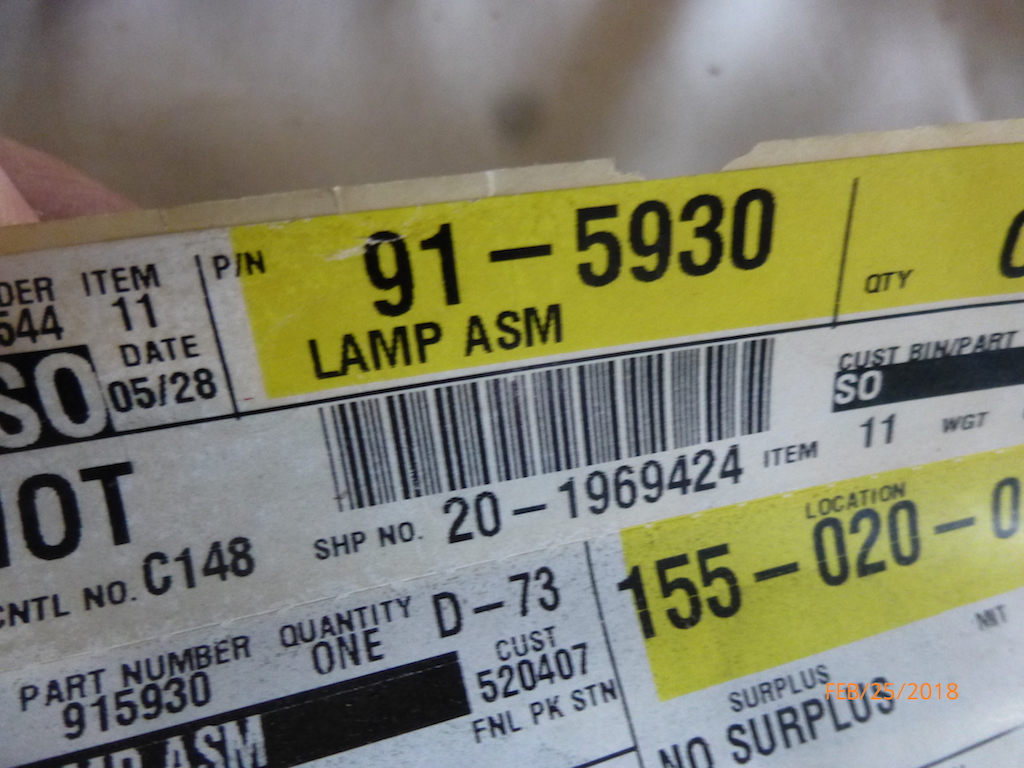 DER ITEM P/N 91-5930 QTY
544 11
SO DATE LAMP ASM
05/28
CUST BIN/PART
SO
11 WGT
SHP NO. 20-1969424 ITEM
CNTL NO. C148
LOCATION
155-020-0
PART NUMBER QUANTITY D-73
915930 ONE
CUST
520407
FNL PK STN
ASM
MIT
SURPLUS
NO SURPLUS
FEB/25/2018